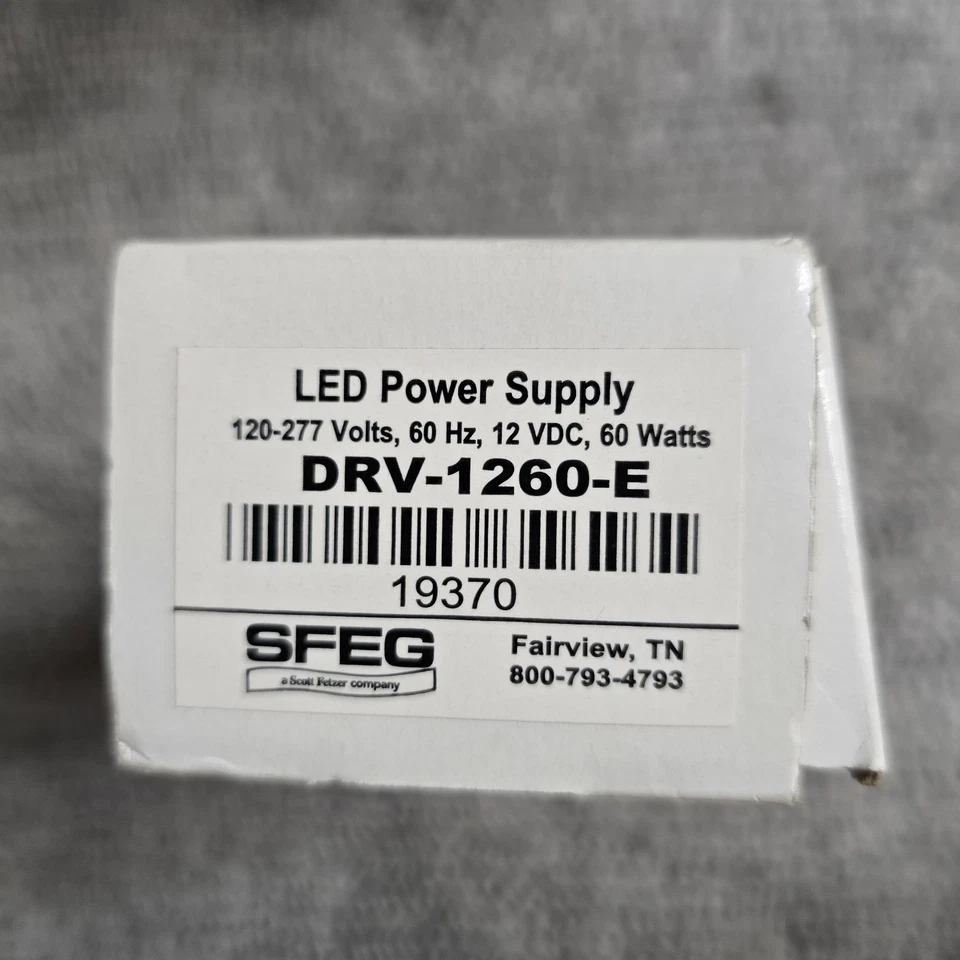 LED Power Supply
120-277 Volts, 60 Hz, 12 VDC, 60 Watts
DRV-1260-E
19370
SFEG
a Scott Fetzer company
Fairview, TN
800-793-4793